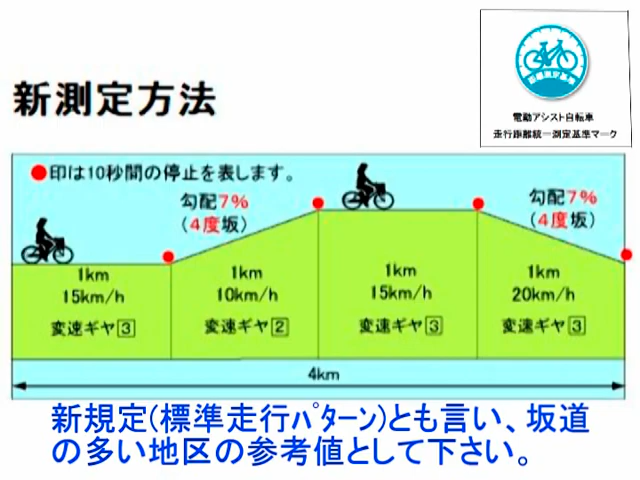 電動アシスト自転車
走行距離統一測定基準マーク
新測定方法
●印は10秒間の停止を表します。
勾配7%
(4度坂)
勾配7%
(4度坂)
1km
15km/h
変速ギヤ3
1km
10km/h
変速ギヤ2
1km
15km/h
変速ギヤ3
1km
20km/h
変速ギヤ3
4km
新規定(標準走行ﾊﾟﾀｰﾝ)とも言い、坂道
の多い地区の参考値として下さい。